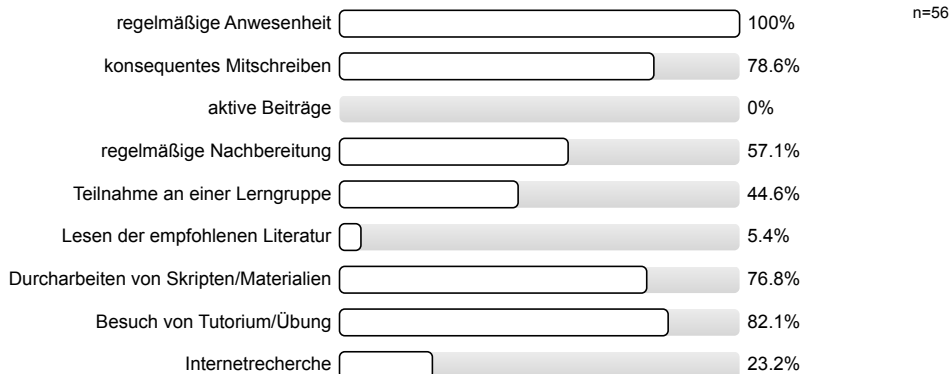 regelmäßige Anwesenheit 100% n=56
konsequentes Mitschreiben 78.6%
aktive Beiträge 0%
regelmäßige Nachbereitung 57.1%
Teilnahme an einer Lerngruppe 44.6%
Lesen der empfohlenen Literatur 5.4%
Durcharbeiten von Skripten/Materialien 76.8%
Besuch von Tutorium/Übung 82.1%
Internetrecherche 23.2%